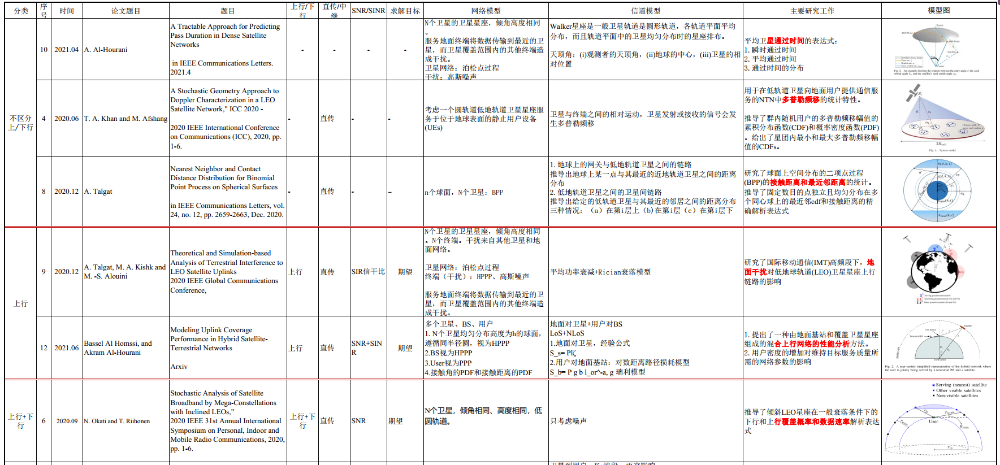 分类
序号
时间
论文题目
题目
上行/下行
直传/中继
SNR/SINR
求解目标
网络模型
信道模型
主要研究工作
模型图
不区分
上/下行
10
2021.04
A. Al-Hourani
A Tractable Approach for Predicting
Pass Duration in Dense Satellite
Networks
in IEEE Communications Letters.
2021.4
-
-
-
-
N个卫星的卫星星座，倾角高度相同
。
服务地面终端将数据传输到最近的卫
星，而卫星覆盖范围内的其他终端造
成干扰。
卫星网络：泊松点过程
干扰：高斯噪声
Walker星座是一般卫星轨道是圆形轨道，各轨道平面平均
分布，而且轨道平面中的卫星均匀分布时的星座排布。
天顶角：(i)观测者的天顶角，(ii)地球的中心，(iii)卫星的相
对位置
平均卫星通过时间的表达式：
1. 瞬时通过时间
2. 平均通过时间
3. 通过时间的分布
Fig. 2. An example showing the relation between the entry angle
4
2020.06
T. A. Khan and M. Afshang
A Stochastic Geometry Approach to
Doppler Characterization in a LEO
Satellite Network," ICC 2020 -
2020 IEEE International Conference
on Communications (ICC), 2020, pp.
1-6.
-
直传
-
-
考虑一个圆轨道低地轨道卫星星座服
务于位于地球表面的静止用户设备
(UEs)
卫星与终端之间的相对运动，卫星发射或接收的信号会发
生多普勒频移
用于在低轨道卫星向地面用户提供通信服
务的NTN中多普勒频移的统计特性。
推导了群内随机用户的多普勒频移幅值的
累积分布函数(CDF)和概率密度函数(PDF)
。给出了星团内最小和最大多普勒频移幅
值的CDFs。
Fig. 1. System model
8
2020.12
A. Talgat
Nearest Neighbor and Contact
Distance Distribution for Binomial
Point Process on Spherical Surfaces
in IEEE Communications Letters, vol.
24, no. 12, pp. 2659-2663, Dec. 2020.
-
直传
-
-
n个球面，N个卫星：BPP
1. 地球上的网关与低地轨道卫星之间的链路
推导出地球上某一点与其最近的近地轨道卫星之间的距离
分布
2. 低地轨道卫星之间的卫星间链路
推导出给定的低轨道卫星与其最近的邻居之间的距离分布
三种情况：（a）在第i层上（b)在第i层（c）在第i层下
研究了球面上空间分布的二项点过程
(BPP)的接触距离和最近邻距离的统计。
推导了固定数目的点独立且均匀分布在多
个同心球上的最近邻cdf和接触距离的精
确解析表达式
上行
9
2020.12
A. Talgat, M. A. Kishk and
M. -S. Alouini
Theoretical and Simulation-based
Analysis of Terrestrial Interference to
LEO Satellite Uplinks
2020 IEEE Global Communications
Conference,
上行
直传
SIR信干比
期望
N个卫星的卫星星座，倾角高度相同
。N个终端。干扰来自其他卫星和地
面网络。
卫星网络：泊松点过程
终端（干扰）：HPPP、高斯噪声
服务地面终端将数据传输到最近的卫
星，而卫星覆盖范围内的其他终端造
成干扰。
平均功率衰减+Rician衰落模型
研究了国际移动通信(IMT)高频段下，地
面干扰对低地球轨道(LEO)卫星星座上行
链路的影响
12
2021.06
Bassel Al Homssi, and
Akram Al-Hourani
Modeling Uplink Coverage
Performance in Hybrid Satellite-
Terrestrial Networks
Arxiv
上行
直传
SNR+SIN
R
期望
多个卫星、BS、用户
1. N个卫星均匀分布高度为h的球面，
遵循同半径圆，视为HPPP
2.BS视为HPPP
3.User视为PPP
4.接触角的PDF和接触距离的PDF
地面对卫星+用户对BS
LoS+NLoS
1.地面对卫星，经验公式
S_s= Plζ
2.用户对地面基站：对数距离路径损耗模型
S_b= P g b l_or^-a, g 瑞利模型
1. 提出了一种由地面基站和覆盖卫星星座
组成的混合上行网络的性能分析方法。
2. 用户密度的增加对维持目标服务质量所
需的网络参数的影响
Fig. 2. A user-centric simplified representation of the hybrid network where
the user is jointly being served by a terrestrial BS and a satellite.
上行+下
行
6
2020.09
N. Okati and T. Riihonen
Stochastic Analysis of Satellite
Broadband by Mega-Constellations
with Inclined LEOs,"
2020 IEEE 31st Annual International
Symposium on Personal, Indoor and
Mobile Radio Communications, 2020,
pp. 1-6.
上行+下
行
直传
SNR
期望
N个卫星，倾角相同、高度相同，低
圆轨道。
只考虑噪声
推导了倾斜LEO星座在一般衰落条件下的
下行和上行覆盖概率和数据速率解析表达
式
Serving (nearest) satellite
Other visible satellites
Non-visible satellites
User